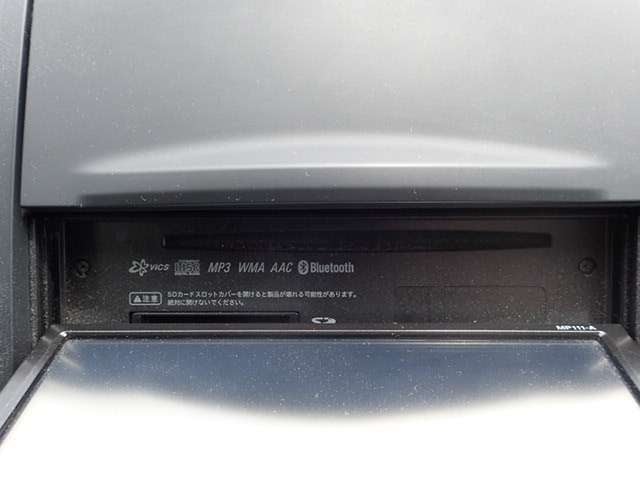 VICS MP3 WMA AAC Bluetooth
⚠注意 SDカードスロットカバーを開けると製品が壊れる可能性があります。
絶対に開けないでください。
MP111-A